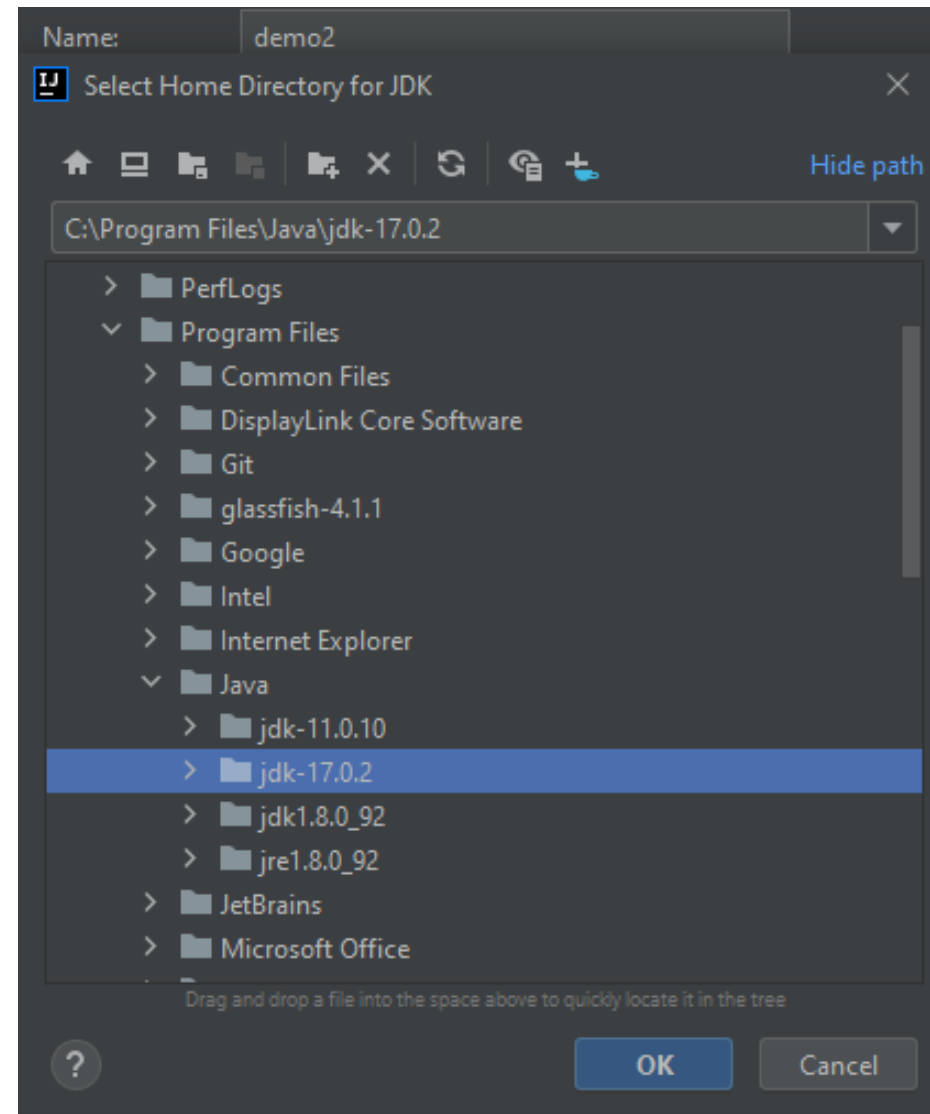 Name: demo2
IJ Select Home Directory for JDK
Hide path
C:\Program Files\Java\jdk-17.0.2
PerfLogs
Program Files
Common Files
DisplayLink Core Software
Git
glassfish-4.1.1
Google
Intel
Internet Explorer
Java
jdk-11.0.10
jdk-17.0.2
jdk1.8.0_92
jre1.8.0_92
JetBrains
Microsoft Office
Drag and drop a file into the space above to quickly locate it in the tree
? OK Cancel